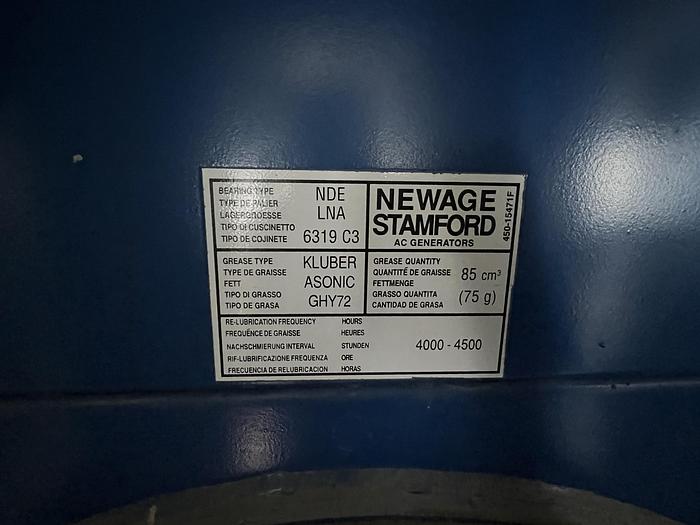 BEARING TYPE
TYPE DE PALIER
LAGERGROESSE
TIPO DI CUSCINETTO
TIPO DE COJINETE
NDE
LNA
6319 C3
NEWAGE
STAMFORD
AC GENERATORS
450-15471F
GREASE TYPE
TYPE DE GRAISSE
FETT
TIPO DI GRASSO
TIPO DE GRASA
KLUBER
ASONIC
GHY72
GREASE QUANTITY
QUANTITÉ DE GRAISSE
FETTMENGE
GRASSO QUANTITA
CANTIDAD DE GRASA
85 cm³
(75 g)
RE-LUBRICATION FREQUENCY HOURS
FREQUÊNCE DE GRAISSE HEURES
NACHSCHMIERUNG INTERVAL STUNDEN
RIF-LUBRIFICAZIONE FREQUENZA ORE
FRECUENCIA DE RELUBRICACION HORAS
4000 - 4500